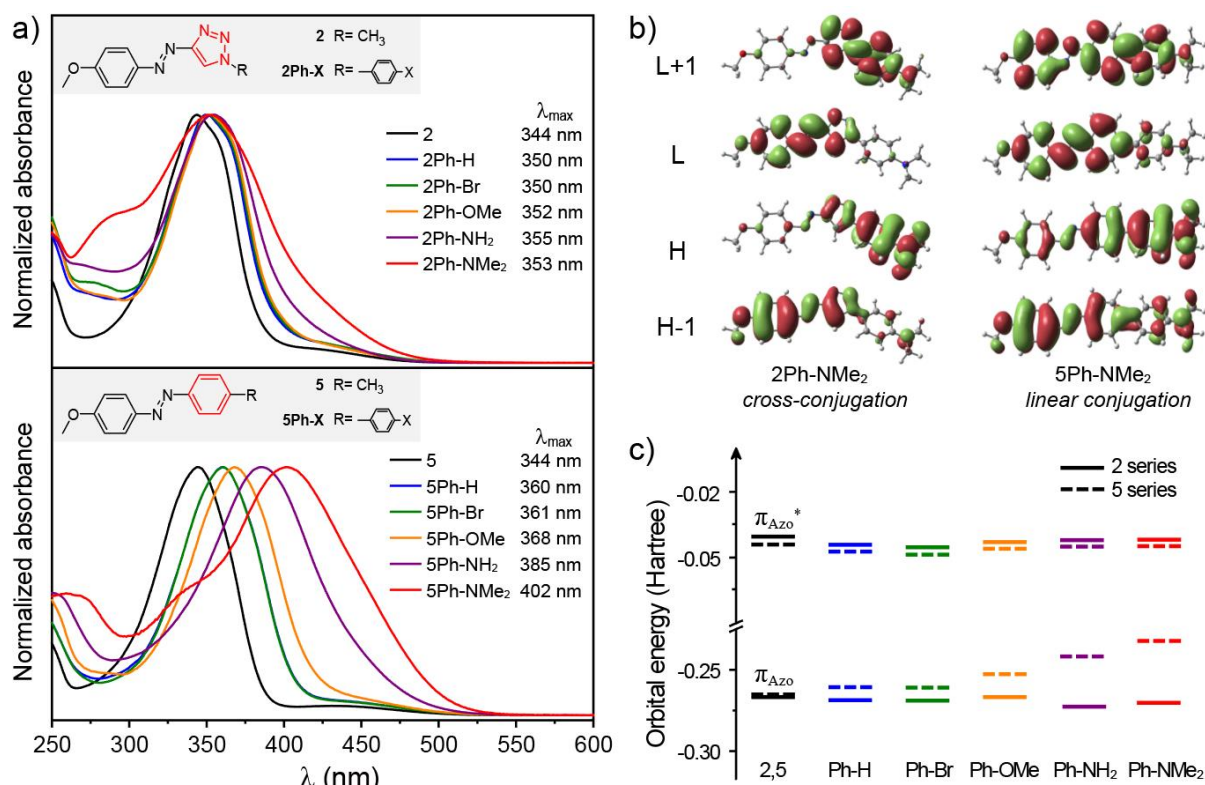 a)
2 R= CH₃
2Ph-X R= X
N N N
N N
O
R
λmax
2 344 nm
2Ph-H 350 nm
2Ph-Br 350 nm
2Ph-OMe 352 nm
2Ph-NH₂ 355 nm
2Ph-NMe₂ 353 nm
Normalized absorbance
5 R= CH₃
5Ph-X R= X
R
N N
O
λmax
5 344 nm
5Ph-H 360 nm
5Ph-Br 361 nm
5Ph-OMe 368 nm
5Ph-NH₂ 385 nm
5Ph-NMe₂ 402 nm
Normalized absorbance
250 300 350 400 450 500 550 600
λ (nm)
b)
L+1
L
H
H-1
2Ph-NMe₂ 5Ph-NMe₂
cross-conjugation linear conjugation
c)
2 series
5 series
Orbital energy (Hartree)
-0.02
πAzo*
-0.05
πAzo
-0.25
-0.30
2,5 Ph-H Ph-Br Ph-OMe Ph-NH₂ Ph-NMe₂